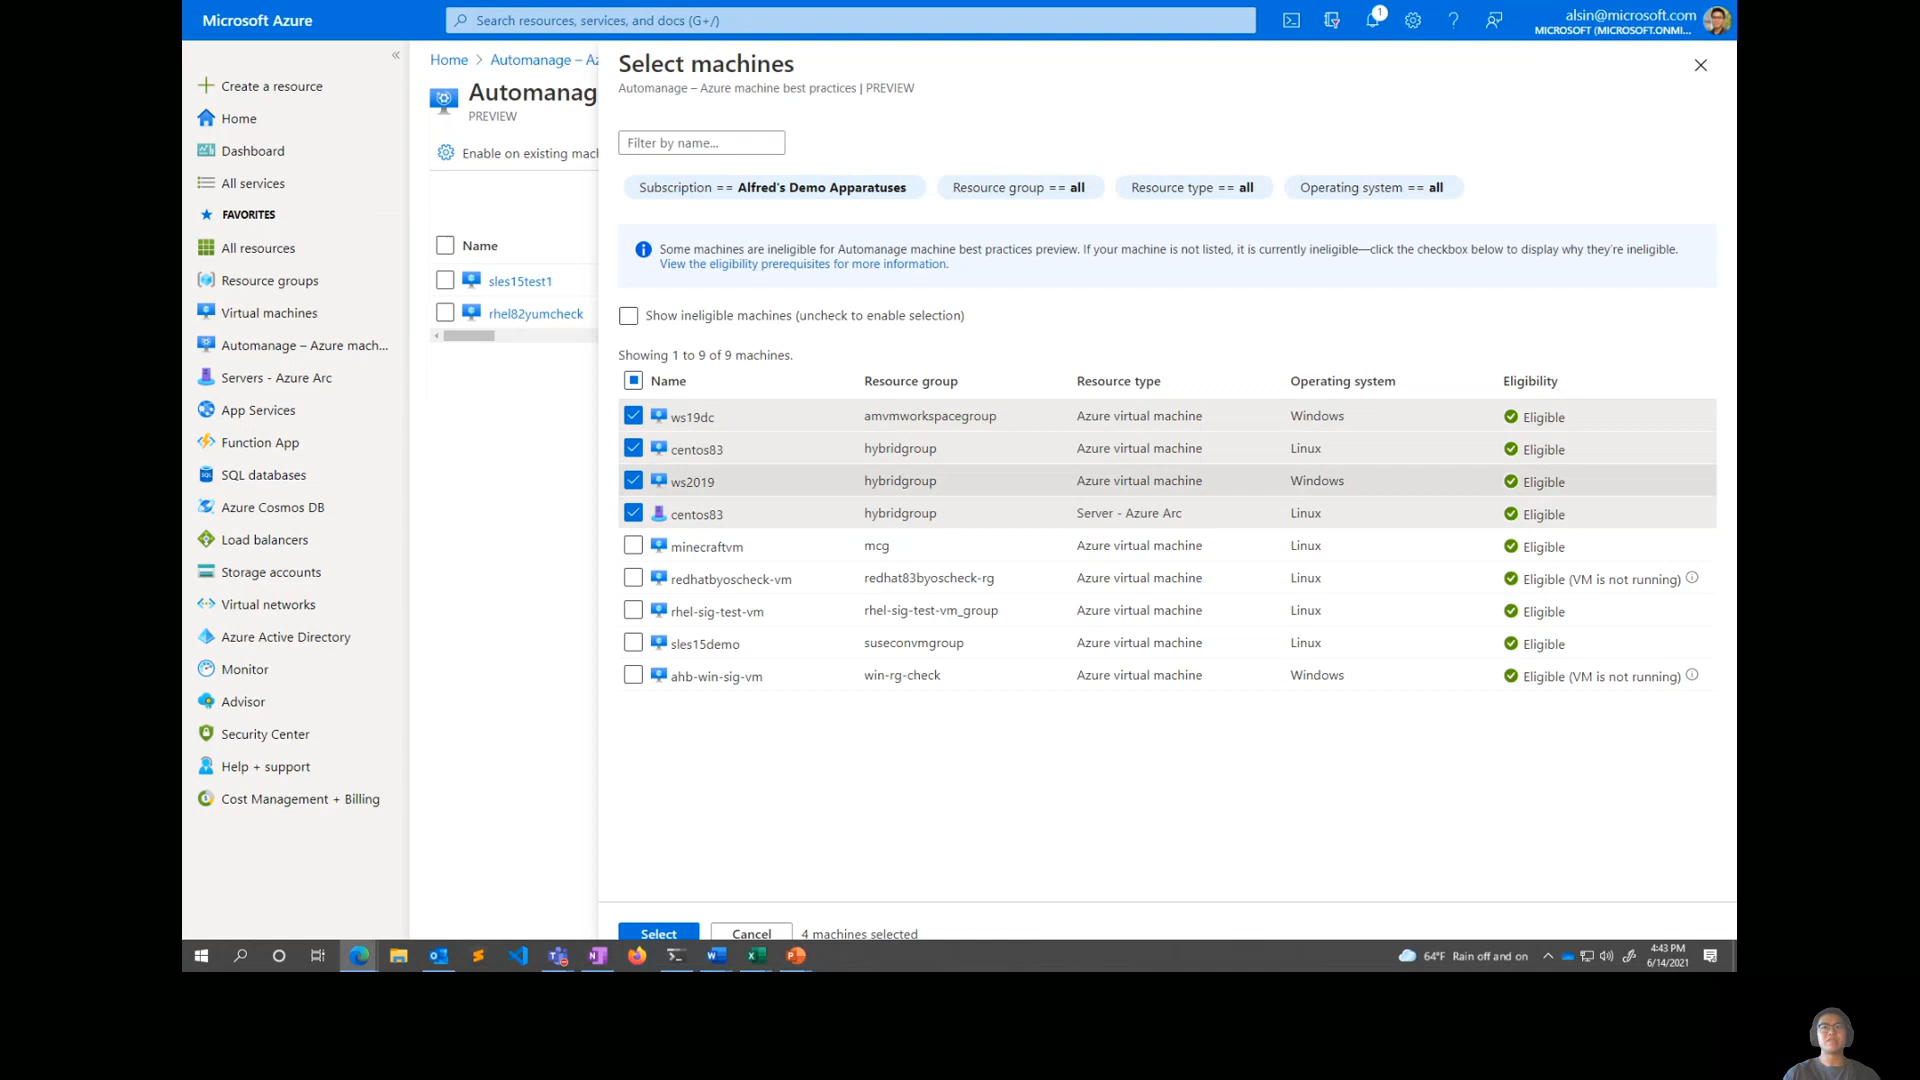 Microsoft Azure
Search resources, services, and docs (G+/)
1
alsin@microsoft.com
MICROSOFT (MICROSOFT.ONMI...
«
Create a resource
Home
Dashboard
All services
FAVORITES
All resources
Resource groups
Virtual machines
Automanage – Azure mach...
Servers - Azure Arc
App Services
Function App
SQL databases
Azure Cosmos DB
Load balancers
Storage accounts
Virtual networks
Azure Active Directory
Monitor
Advisor
Security Center
Help + support
Cost Management + Billing
Home > Automanage – Az
Automanag
PREVIEW
Enable on existing mach
Name
sles15test1
rhel82yumcheck
Select machines
Automanage – Azure machine best practices | PREVIEW
Filter by name...
Subscription == Alfred's Demo Apparatuses Resource group == all Resource type == all Operating system == all
Some machines are ineligible for Automanage machine best practices preview. If your machine is not listed, it is currently ineligible—click the checkbox below to display why they're ineligible.
View the eligibility prerequisites for more information.
Show ineligible machines (uncheck to enable selection)
Showing 1 to 9 of 9 machines.
Name Resource group Resource type Operating system Eligibility
ws19dc amvmworkspacegroup Azure virtual machine Windows Eligible
centos83 hybridgroup Azure virtual machine Linux Eligible
ws2019 hybridgroup Azure virtual machine Windows Eligible
centos83 hybridgroup Server - Azure Arc Linux Eligible
minecraftvm mcg Azure virtual machine Linux Eligible
redhatbyoscheck-vm redhat83byoscheck-rg Azure virtual machine Linux Eligible (VM is not running)
rhel-sig-test-vm rhel-sig-test-vm_group Azure virtual machine Linux Eligible
sles15demo suseconvmgroup Azure virtual machine Linux Eligible
ahb-win-sig-vm win-rg-check Azure virtual machine Windows Eligible (VM is not running)
Select Cancel 4 machines selected
64°F Rain off and on
4:43 PM
6/14/2021